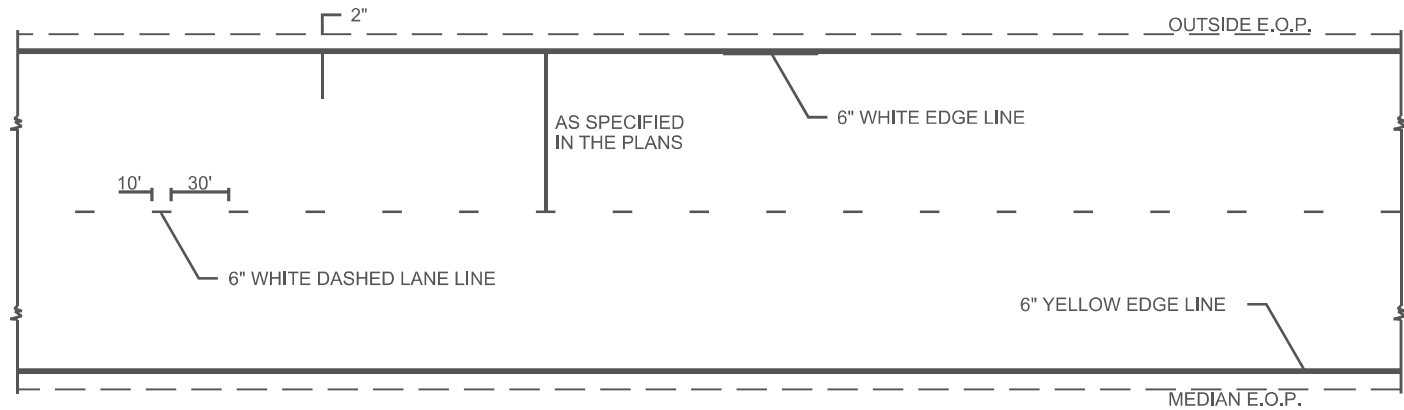 2"
OUTSIDE E.O.P.
6" WHITE EDGE LINE
AS SPECIFIED
IN THE PLANS
10' 30'
6" WHITE DASHED LANE LINE
6" YELLOW EDGE LINE
MEDIAN E.O.P.